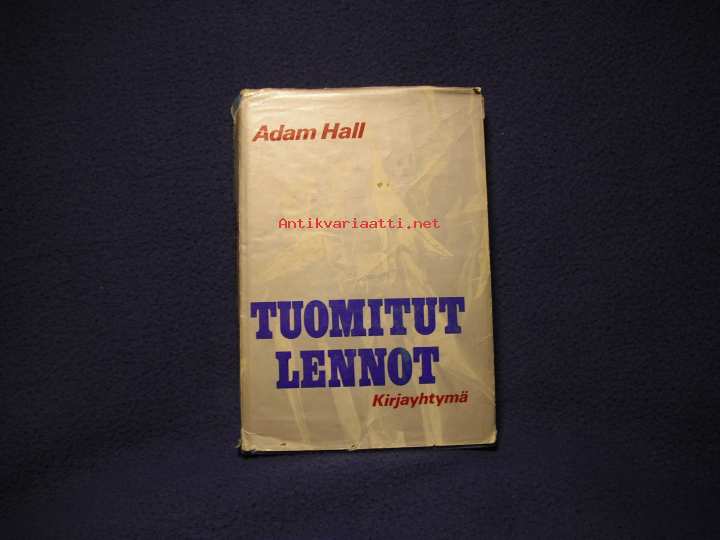 Adam Hall
Antikvariaatti.net
TUOMITUT
LENNOT
Kirjayhtymä